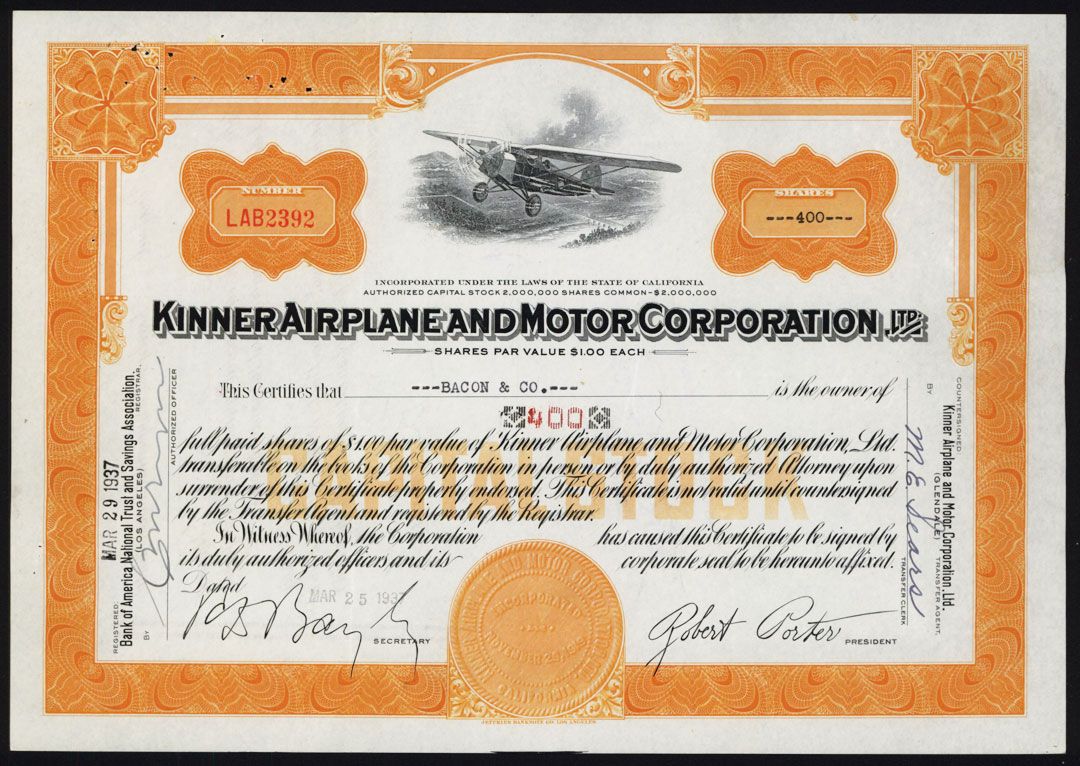 NUMBER
LAB2392
SHARES
---400---
INCORPORATED UNDER THE LAWS OF THE STATE OF CALIFORNIA
AUTHORIZED CAPITAL STOCK 2,000,000 SHARES COMMON-$2,000,000
KINNER AIRPLANE AND MOTOR CORPORATION, LTD.
SHARES PAR VALUE $1.00 EACH
This Certifies that ---BACON & CO.--- is the owner of
400
CAPITAL STOCK
full paid shares of $1.00 par value of Kinner Airplane and Motor Corporation, Ltd.
transferable on the books of the Corporation in person or by duly authorized Attorney upon
surrender of this Certificate properly endorsed. This Certificate is not valid until countersigned
by the Transfer Agent and registered by the Registrar.
In Witness Whereof, the Corporation has caused this Certificate to be signed by
its duly authorized officers and its corporate seal to be hereunto affixed.
Dated MAR 25 1937
SECRETARY
Robert Porter PRESIDENT
JEFFRIES BANKNOTE CO. LOS ANGELES
MAR 29 1937
REGISTERED:
Bank of America National Trust and Savings Association,
(LOS ANGELES) REGISTRAR.
BY
AUTHORIZED OFFICER
COUNTERSIGNED:
Kinner Airplane and Motor Corporation, Ltd.
(GLENDALE) TRANSFER AGENT,
BY
M.E. Sears
TRANSFER CLERK